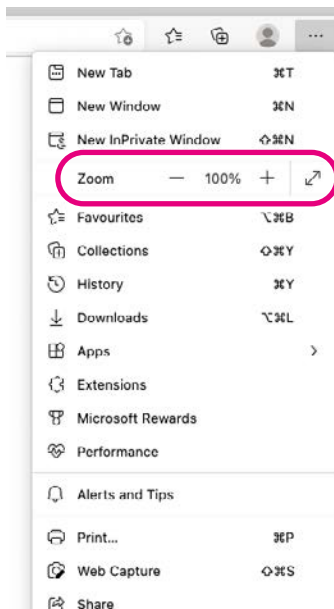 New Tab ⌘T
New Window ⌘N
New InPrivate Window ⇧⌘N
Zoom — 100% +
Favourites ⌥⌘B
Collections ⇧⌘Y
History ⌘Y
Downloads ⌥⌘L
Apps >
Extensions
Microsoft Rewards
Performance
Alerts and Tips
Print... ⌘P
Web Capture ⇧⌘S
Share